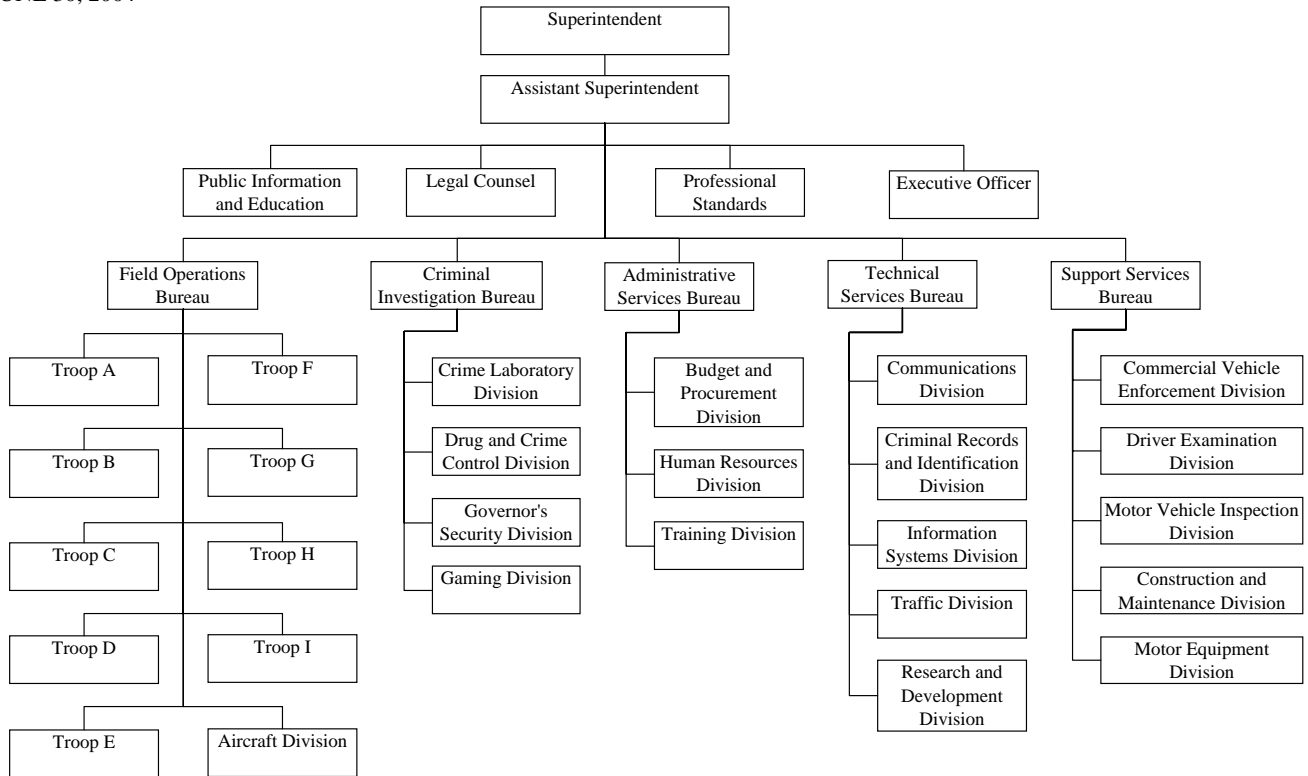 Superintendent
Assistant Superintendent
Public Information
and Education
Legal Counsel
Professional
Standards
Executive Officer
Field Operations
Bureau
Criminal
Investigation Bureau
Administrative
Services Bureau
Technical
Services Bureau
Support Services
Bureau
Troop A
Troop F
Troop B
Troop G
Troop C
Troop H
Troop D
Troop I
Troop E
Aircraft Division
Crime Laboratory
Division
Drug and Crime
Control Division
Governor's
Security Division
Gaming Division
Budget and
Procurement
Division
Human Resources
Division
Training Division
Communications
Division
Criminal Records
and Identification
Division
Information
Systems Division
Traffic Division
Research and
Development
Division
Commercial Vehicle
Enforcement Division
Driver Examination
Division
Motor Vehicle Inspection
Division
Construction and
Maintenance Division
Motor Equipment
Division